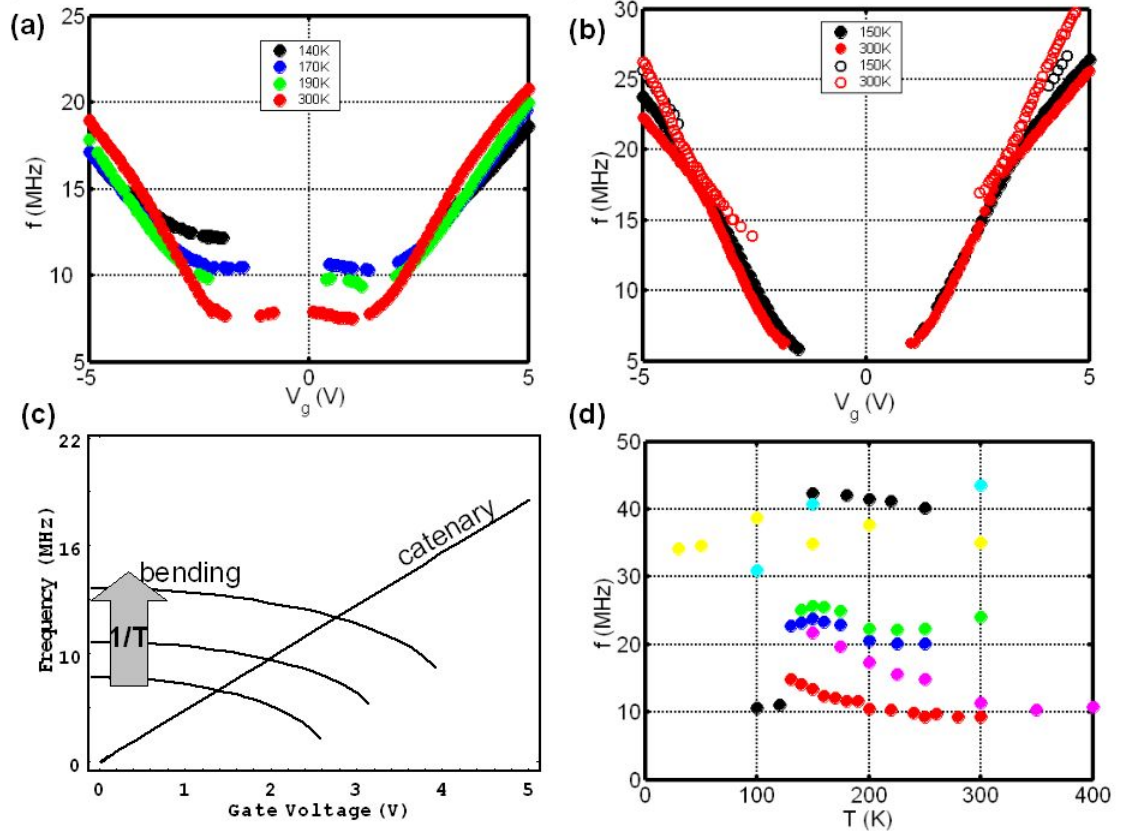 (a)
25
20
15
10
5
f (MHz)
140K
170K
190K
300K
-5 0 5
V_g (V)
(b)
30
25
20
15
10
5
f (MHz)
150K
300K
150K
300K
-5 0 5
V_g (V)
(c)
22
16
10
0
Frequency (MHz)
bending
catenary
1/T
0 1 2 3 4 5
Gate Voltage (V)
(d)
50
40
30
20
10
0
f (MHz)
0 100 200 300 400
T (K)